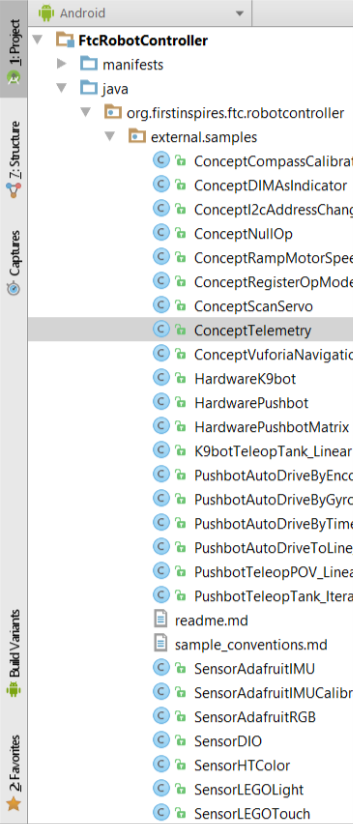 Android
1: Project
7: Structure
Captures
Build Variants
2: Favorites
FtcRobotController
manifests
java
org.firstinspires.ftc.robotcontroller
external.samples
ConceptCompassCalibrat
ConceptDIMAsIndicator
ConceptI2cAddressChang
ConceptNullOp
ConceptRampMotorSpee
ConceptRegisterOpMode
ConceptScanServo
ConceptTelemetry
ConceptVuforiaNavigatio
HardwareK9bot
HardwarePushbot
HardwarePushbotMatrix
K9botTeleopTank_Linear
PushbotAutoDriveByEnco
PushbotAutoDriveByGyro
PushbotAutoDriveByTime
PushbotAutoDriveToLine
PushbotTeleopPOV_Linea
PushbotTeleopTank_Itera
readme.md
sample_conventions.md
SensorAdafruitIMU
SensorAdafruitIMUCalibr
SensorAdafruitRGB
SensorDIO
SensorHTColor
SensorLEGOLight
SensorLEGOTouch